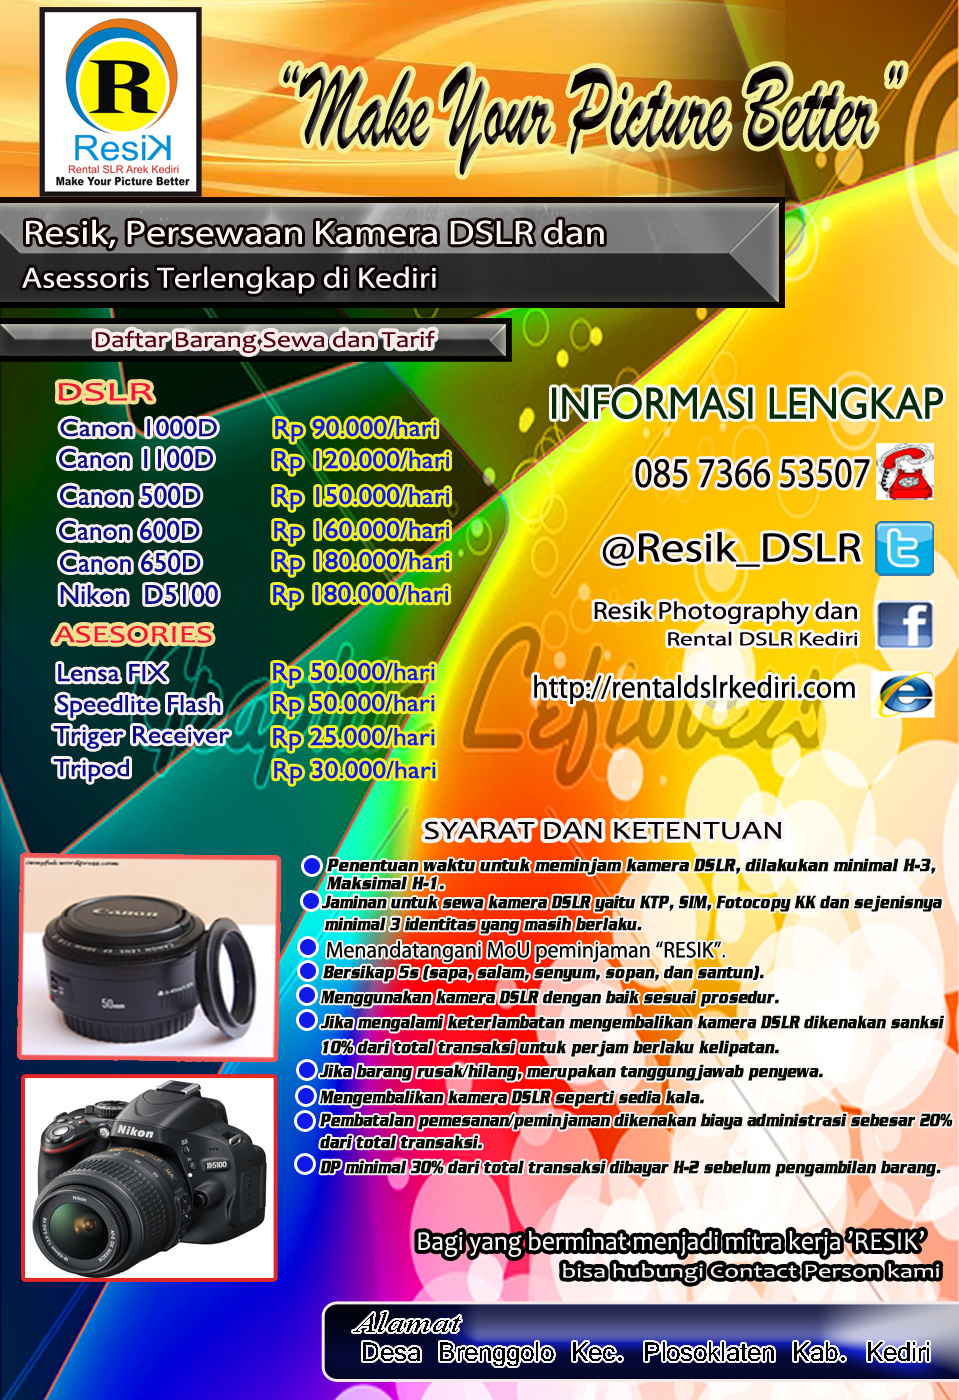 R
ResiK
Rental SLR Arek Kediri
Make Your Picture Better
“Make Your Picture Better”
Resik, Persewaan Kamera DSLR dan
Asessoris Terlengkap di Kediri
Daftar Barang Sewa dan Tarif
DSLR
Canon 1000D Rp 90.000/hari
Canon 1100D Rp 120.000/hari
Canon 500D Rp 150.000/hari
Canon 600D Rp 160.000/hari
Canon 650D Rp 180.000/hari
Nikon D5100 Rp 180.000/hari
ASESORIES
Lensa FIX Rp 50.000/hari
Speedlite Flash Rp 50.000/hari
Triger Receiver Rp 25.000/hari
Tripod Rp 30.000/hari
INFORMASI LENGKAP
085 7366 53507
@Resik_DSLR
Resik Photography dan
Rental DSLR Kediri
http://rentaldslrkediri.com
SYARAT DAN KETENTUAN
Penentuan waktu untuk meminjam kamera DSLR, dilakukan minimal H-3,
Maksimal H-1.
Jaminan untuk sewa kamera DSLR yaitu KTP, SIM, Fotocopy KK dan sejenisnya
minimal 3 identitas yang masih berlaku.
Menandatangani MoU peminjaman “RESIK”.
Bersikap 5s (sapa, salam, senyum, sopan, dan santun).
Menggunakan kamera DSLR dengan baik sesuai prosedur.
Jika mengalami keterlambatan mengembalikan kamera DSLR dikenakan sanksi
10% dari total transaksi untuk perjam berlaku kelipatan.
Jika barang rusak/hilang, merupakan tanggungjawab penyewa.
Mengembalikan kamera DSLR seperti sedia kala.
Pembatalan pemesanan/peminjaman dikenakan biaya administrasi sebesar 20%
dari total transaksi.
DP minimal 30% dari total transaksi dibayar H-2 sebelum pengambilan barang.
Canon
50mm
Nikon
D5100
Nikon
Bagi yang berminat menjadi mitra kerja ’RESIK’
bisa hubungi Contact Person kami
Alamat
Desa Brenggolo Kec. Plosoklaten Kab. Kediri